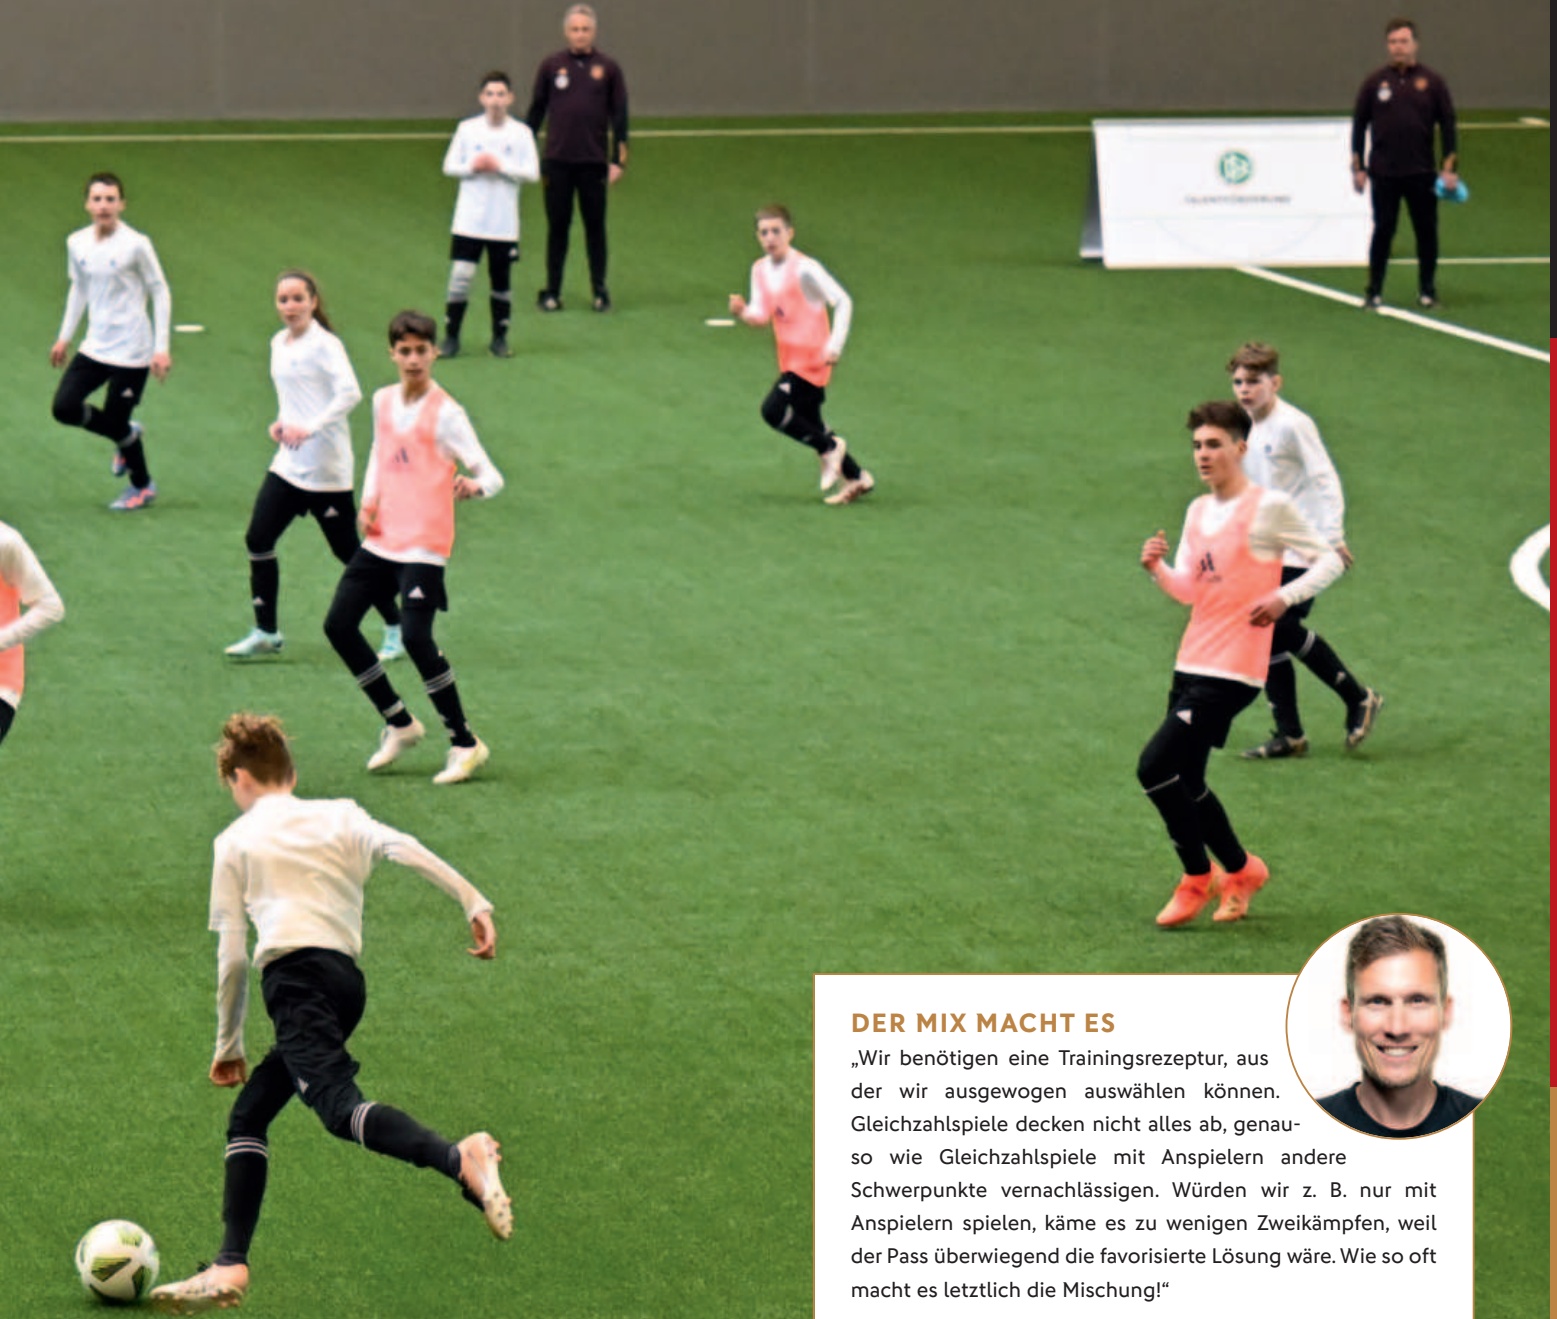 TALENTFÖRDERUNG
DER MIX MACHT ES
„Wir benötigen eine Trainingsrezeptur, aus
der wir ausgewogen auswählen können.
Gleichzahlspiele decken nicht alles ab, genau-
so wie Gleichzahlspiele mit Anspielern andere
Schwerpunkte vernachlässigen. Würden wir z. B. nur mit
Anspielern spielen, käme es zu wenigen Zweikämpfen, weil
der Pass überwiegend die favorisierte Lösung wäre. Wie so oft
macht es letztlich die Mischung!“